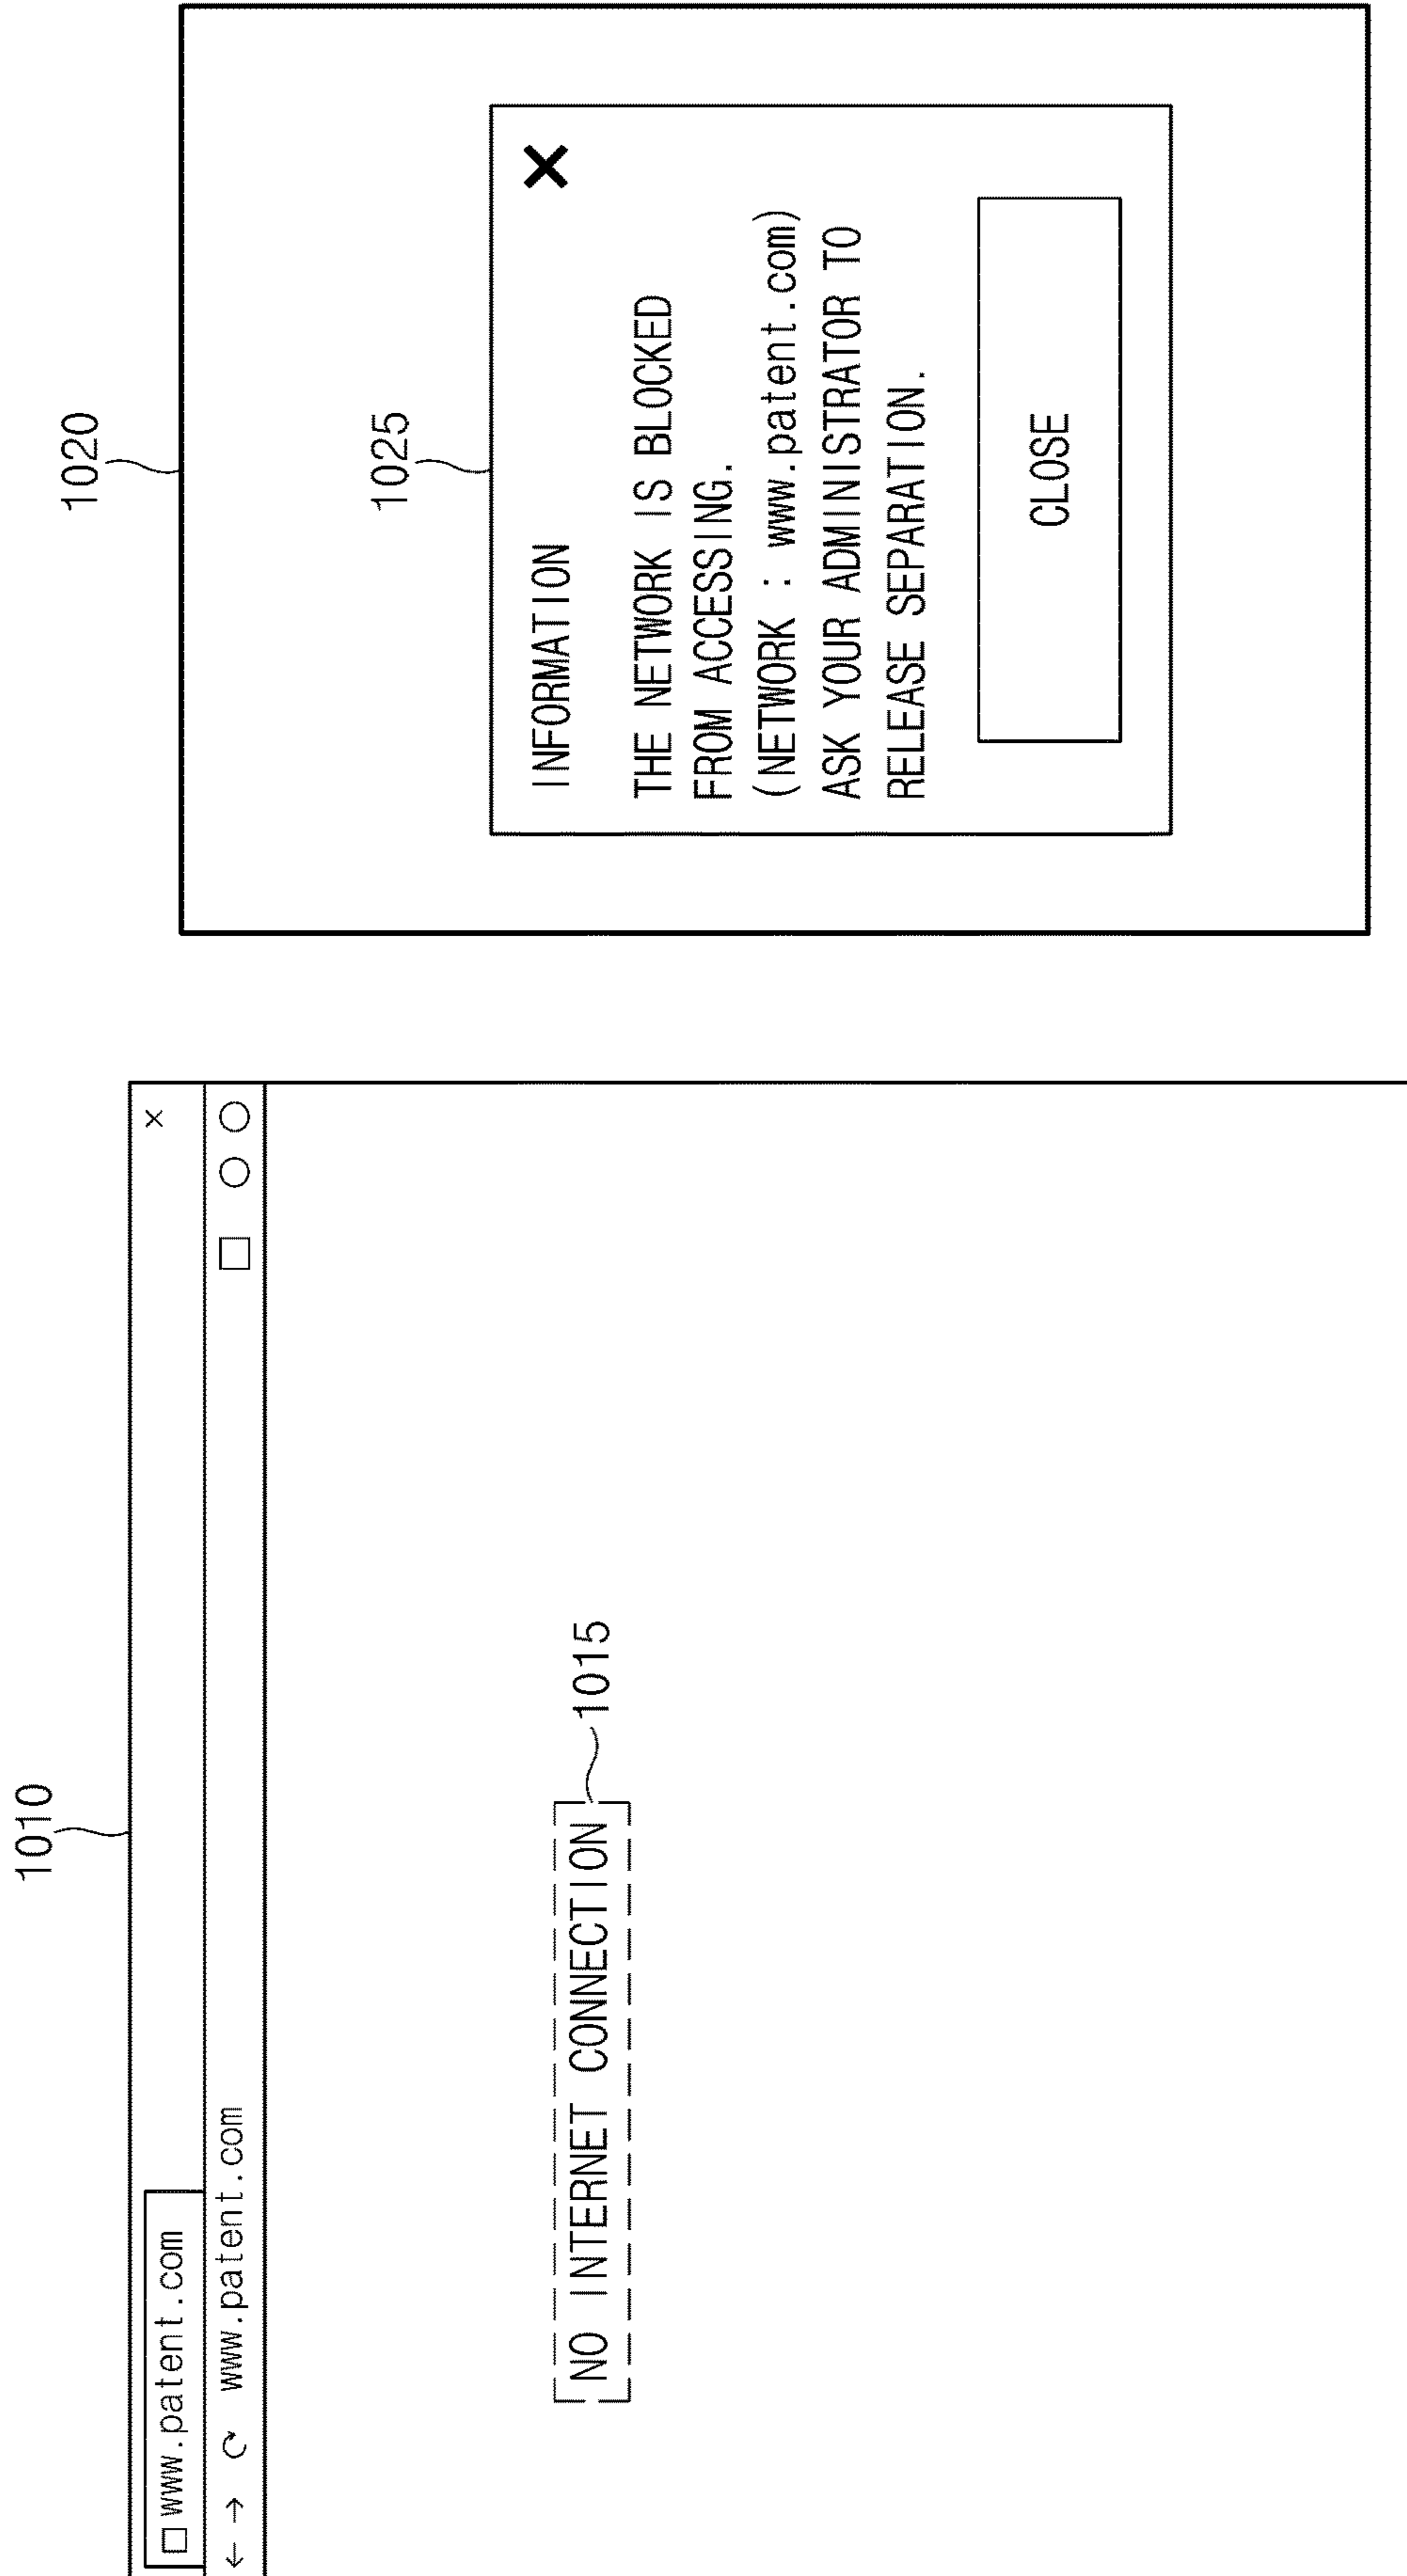 1010
www.patent.com
www.patent.com
NO INTERNET CONNECTION
1015
1020
1025
INFORMATION
THE NETWORK IS BLOCKED
FROM ACCESSING.
(NETWORK : www.patent.com)
ASK YOUR ADMINISTRATOR TO
RELEASE SEPARATION.
CLOSE